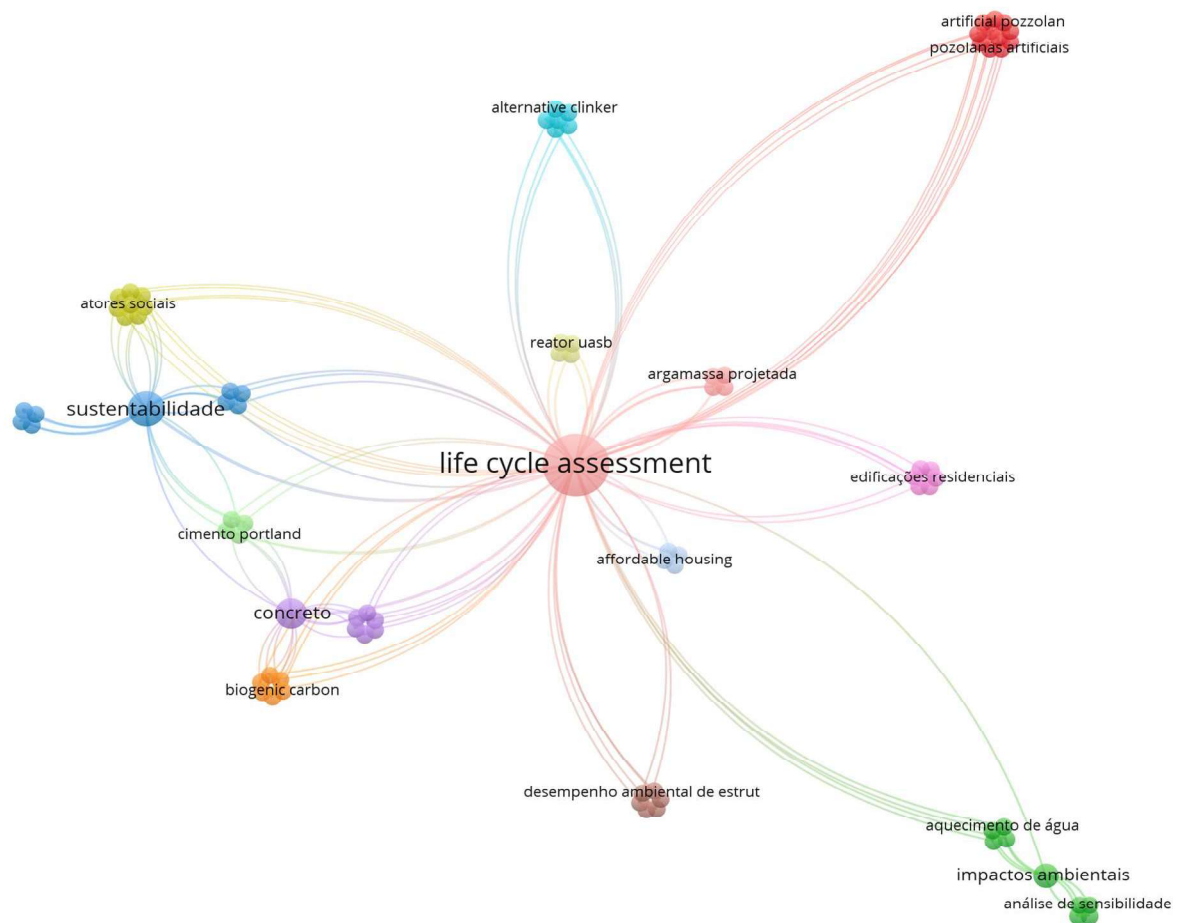 artificial pozzolan
pozolanas artificiais
alternative clinker
atores sociais
reator uasb
argamassa projetada
sustentabilidade
life cycle assessment
edificações residenciais
cimento portland
affordable housing
concreto
biogenic carbon
desempenho ambiental de estrut
aquecimento de água
impactos ambientais
análise de sensibilidade